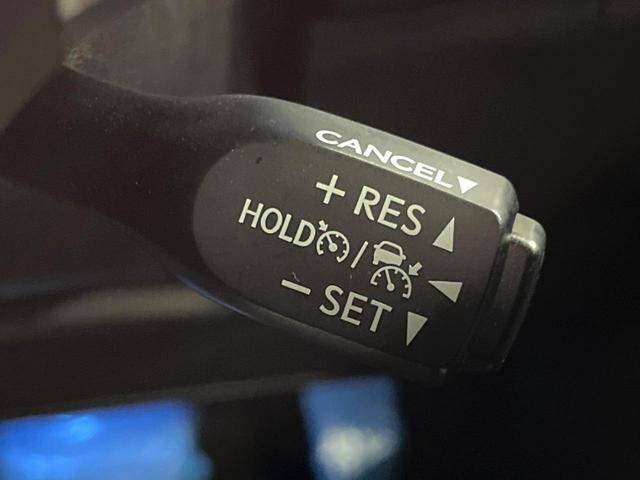 CANCEL▼
+ RES ▲
HOLD / ◀
− SET ▼